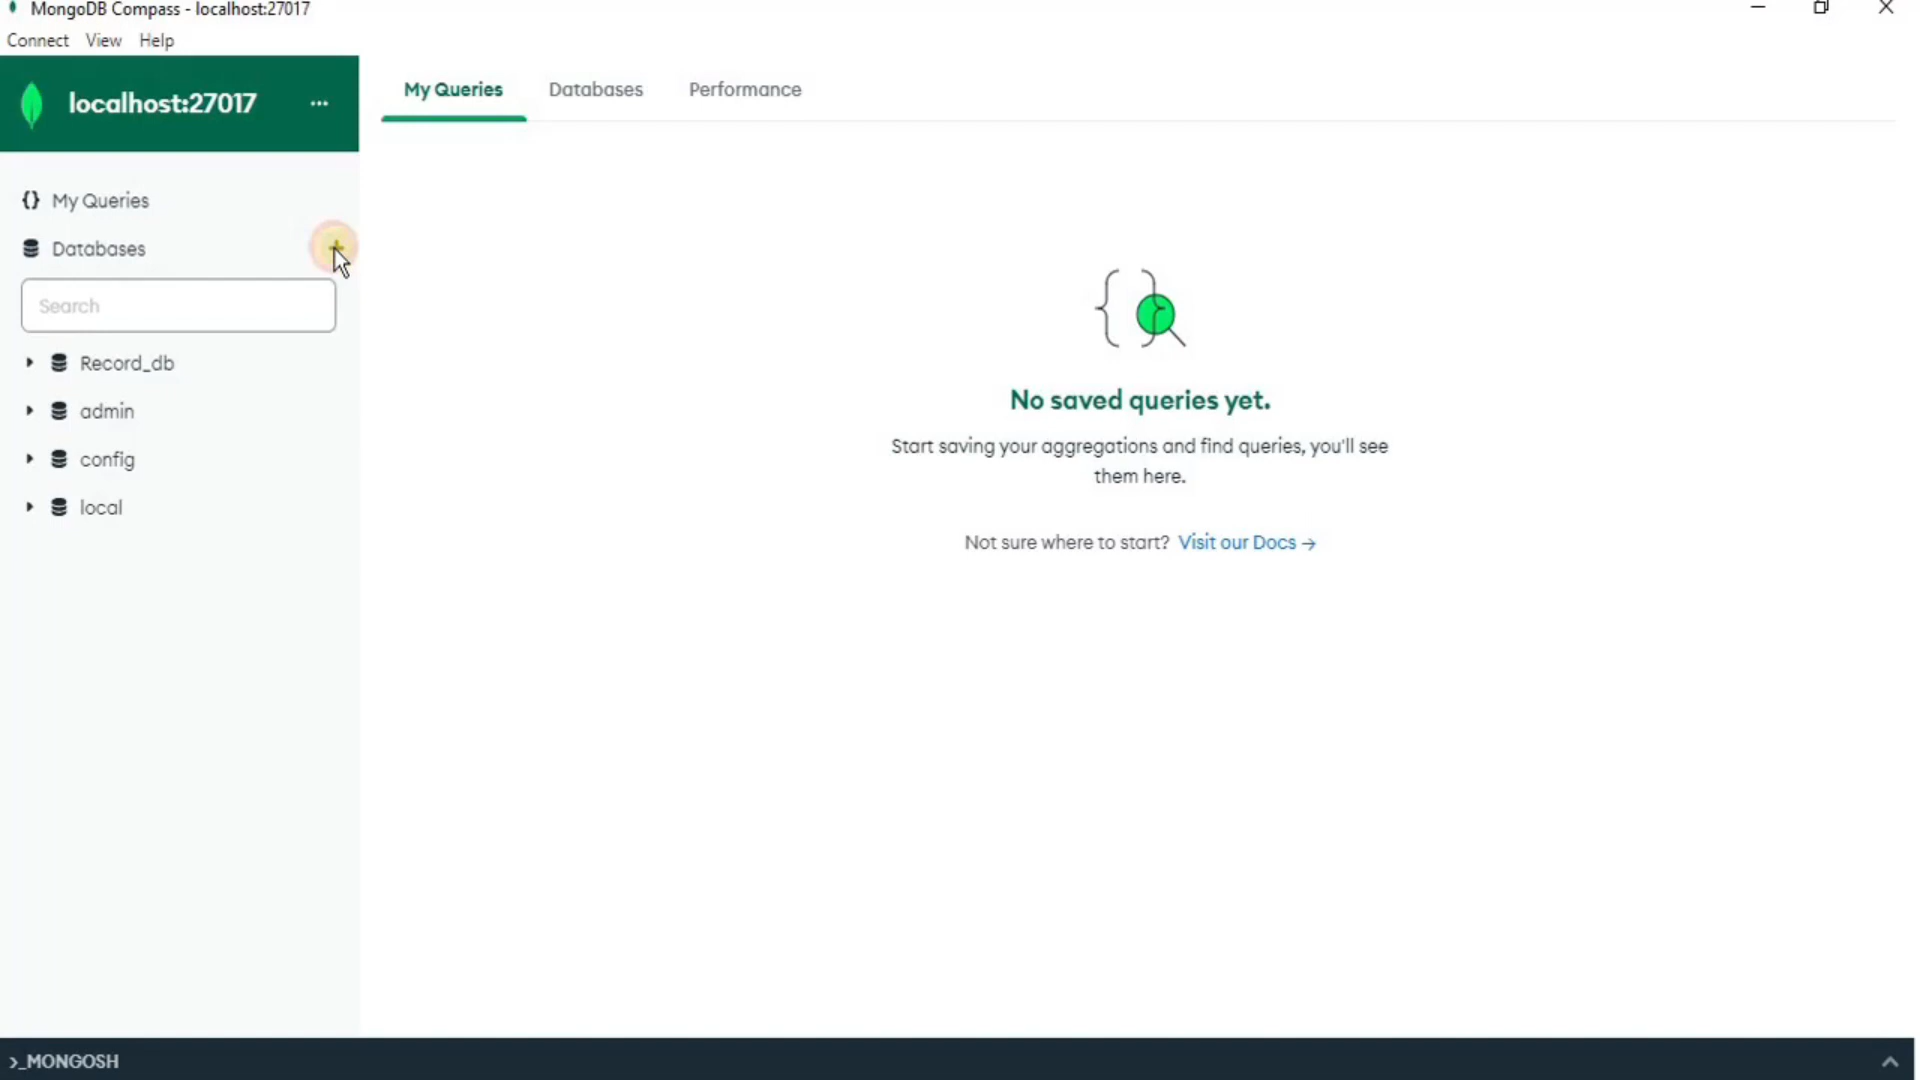 MongoDB Compass - localhost:27017
Connect View Help
localhost:27017 ...
My Queries Databases Performance
{} My Queries
Databases +
Search
Record_db
admin
config
local
No saved queries yet.
Start saving your aggregations and find queries, you'll see
them here.
Not sure where to start? Visit our Docs →
>_MONGOSH